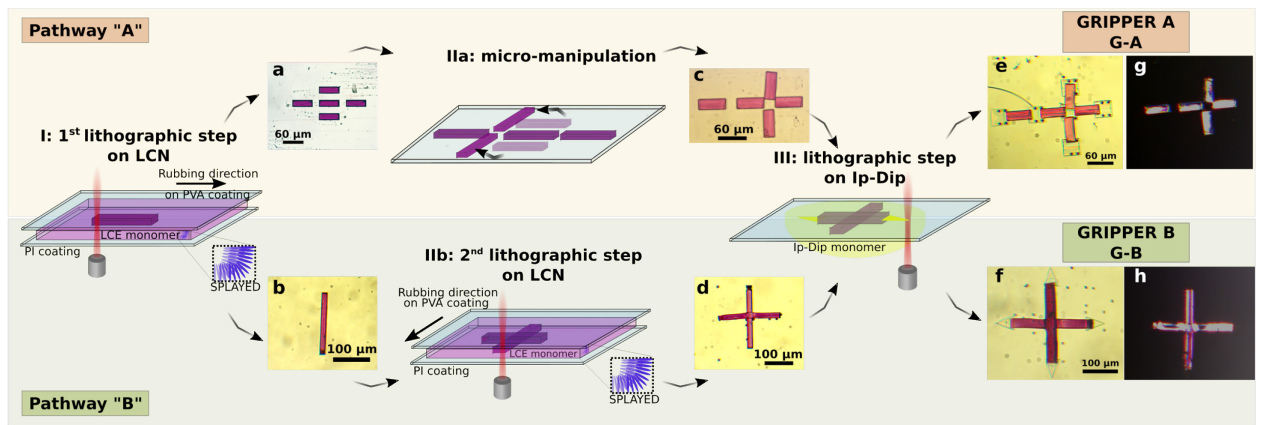 Pathway "A"
GRIPPER A
G-A
a
60 µm
IIa: micro-manipulation
c
60 µm
e
60 µm
g
I: 1st lithographic step
on LCN
Rubbing direction
on PVA coating
LCE monomer
PI coating
SPLAYED
III: lithographic step
on Ip-Dip
Ip-Dip monomer
GRIPPER B
G-B
b
100 µm
IIb: 2nd lithographic step
on LCN
Rubbing direction
on PVA coating
LCE monomer
PI coating
SPLAYED
d
100 µm
f
100 µm
h
Pathway "B"